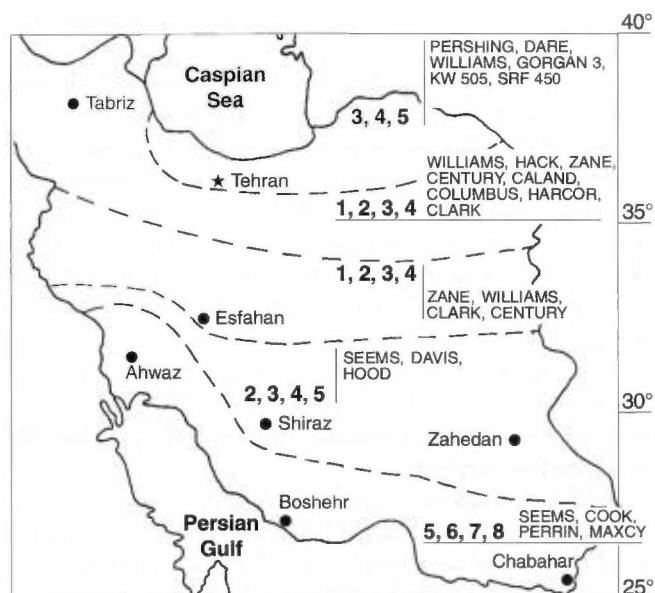 40°
PERSHING, DARE,
WILLIAMS, GORGAN 3,
KW 505, SRF 450
Caspian
Sea
Tabriz
3, 4, 5
Tehran
WILLIAMS, HACK, ZANE,
CENTURY, CALAND,
COLUMBUS, HARCOR,
CLARK
1, 2, 3, 4
35°
1, 2, 3, 4
ZANE, WILLIAMS,
CLARK, CENTURY
Esfahan
Ahwaz
SEEMS, DAVIS,
HOOD
2, 3, 4, 5
30°
Shiraz
Zahedan
Boshehr
Persian
Gulf
5, 6, 7, 8
SEEMS, COOK,
PERRIN, MAXCY
Chabahar
25°